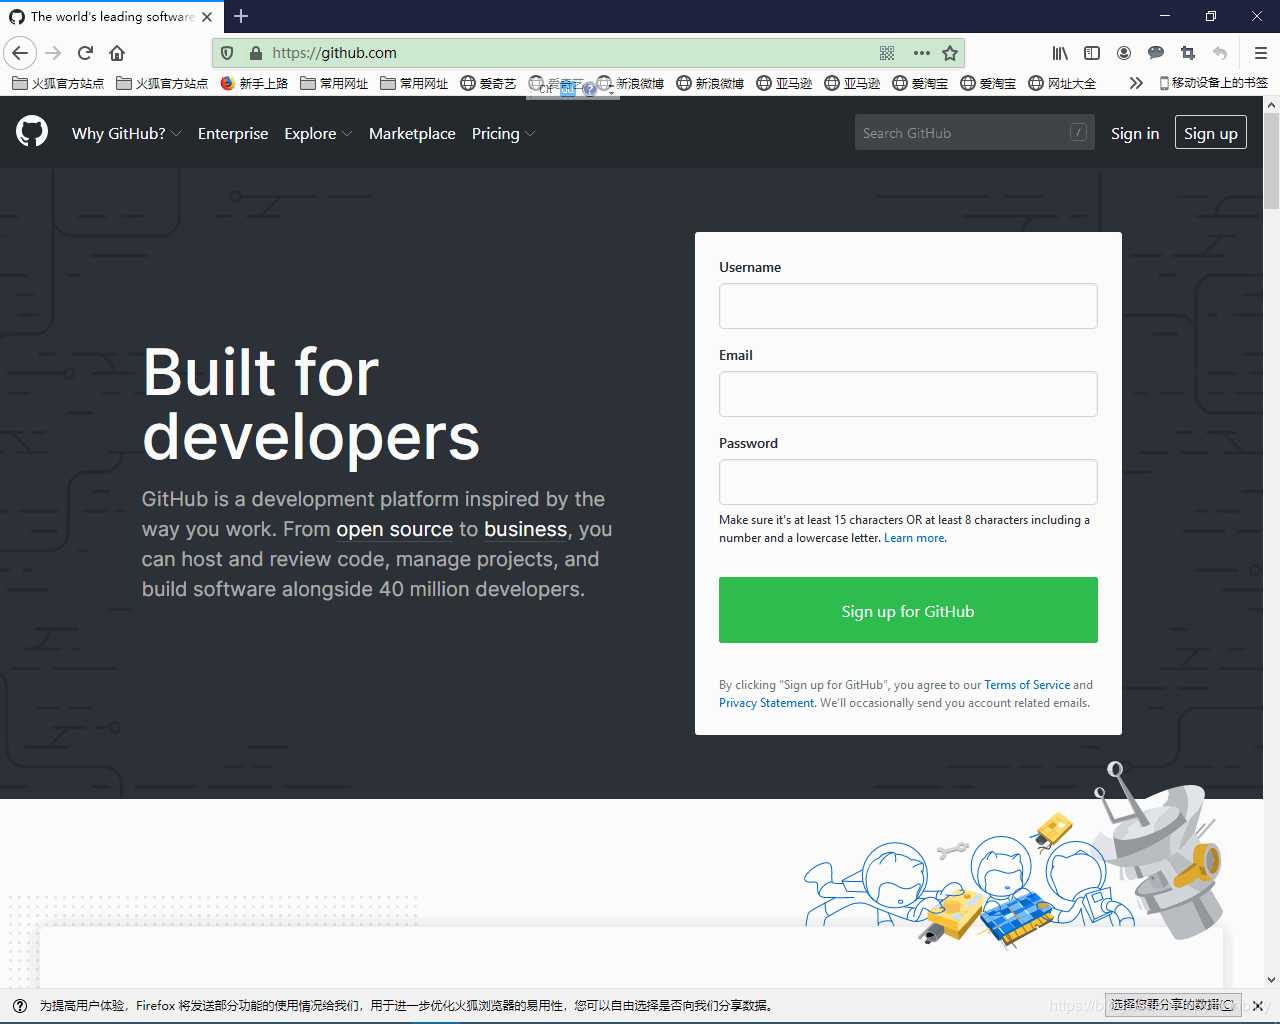 The world's leading software
https://github.com
火狐官方站点 火狐官方站点 新手上路 常用网址 常用网址 爱奇艺 爱奇艺 新浪微博 新浪微博 亚马逊 亚马逊 爱淘宝 爱淘宝 网址大全 移动设备上的书签
CH
Why GitHub? Enterprise Explore Marketplace Pricing Search GitHub / Sign in Sign up
Built for
developers
GitHub is a development platform inspired by the
way you work. From open source to business, you
can host and review code, manage projects, and
build software alongside 40 million developers.
Username
Email
Password
Make sure it's at least 15 characters OR at least 8 characters including a
number and a lowercase letter. Learn more.
Sign up for GitHub
By clicking “Sign up for GitHub”, you agree to our Terms of Service and
Privacy Statement. We’ll occasionally send you account related emails.
为提高用户体验，Firefox 将发送部分功能的使用情况给我们，用于进一步优化火狐浏览器的易用性，您可以自由选择是否向我们分享数据。
选择您要分享的数据(C)